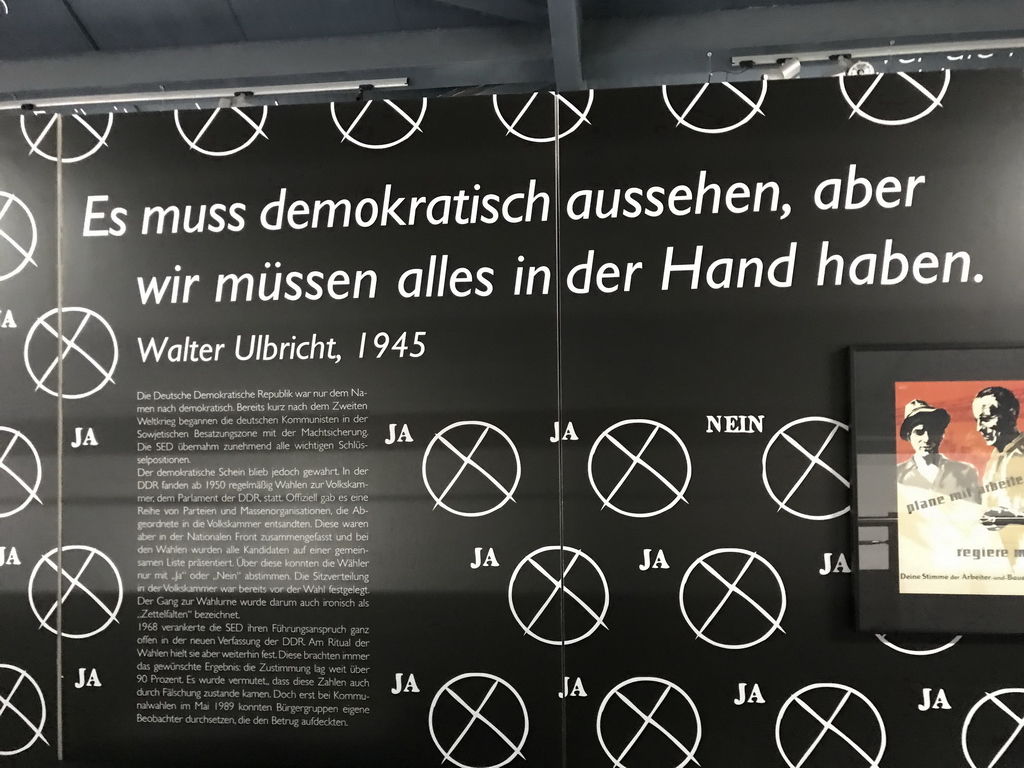 Es muss demokratisch aussehen, aber
wir müssen alles in der Hand haben.
Walter Ulbricht, 1945
Die Deutsche Demokratische Republik war nur dem Na-
men nach demokratisch. Bereits kurz nach dem Zweiten
Weltkrieg begannen die deutschen Kommunisten in der
Sowjetischen Besatzungszone mit der Machtsicherung.
Die SED übernahm zunehmend alle wichtigen Schlüs-
selpositionen.
Der demokratische Schein blieb jedoch gewahrt. In der
DDR fanden ab 1950 regelmäßig Wahlen zur Volkskam-
mer, dem Parlament der DDR, statt. Offiziell gab es eine
Reihe von Parteien und Massenorganisationen, die Ab-
geordnete in die Volkskammer entsandten. Diese waren
aber in der Nationalen Front zusammengefasst und bei
den Wahlen wurden alle Kandidaten auf einer gemein-
samen Liste präsentiert. Über diese konnten die Wähler
nur mit „Ja“ oder „Nein“ abstimmen. Die Sitzverteilung
in der Volkskammer war bereits vor der Wahl festgelegt.
Der Gang zur Wahlurne wurde darum auch ironisch als
„Zettelfalten“ bezeichnet.
1968 verankerte die SED ihren Führungsanspruch ganz
offen in der neuen Verfassung der DDR. Am Ritual der
Wahlen hielt sie aber weiterhin fest. Diese brachten immer
das gewünschte Ergebnis: die Zustimmung lag weit über
90 Prozent. Es wurde vermutet, dass diese Zahlen auch
durch Fälschung zustande kamen. Doch erst bei Kommu-
nalwahlen im Mai 1989 konnten Bürgergruppen eigene
Beobachter durchsetzen, die den Betrug aufdeckten.
JA
JA
JA
JA
NEIN
JA
JA
JA
JA
JA
JA
JA
JA
JA
plane mit arbeite
regiere m
Deine Stimme der Arbeiter-und-Bau